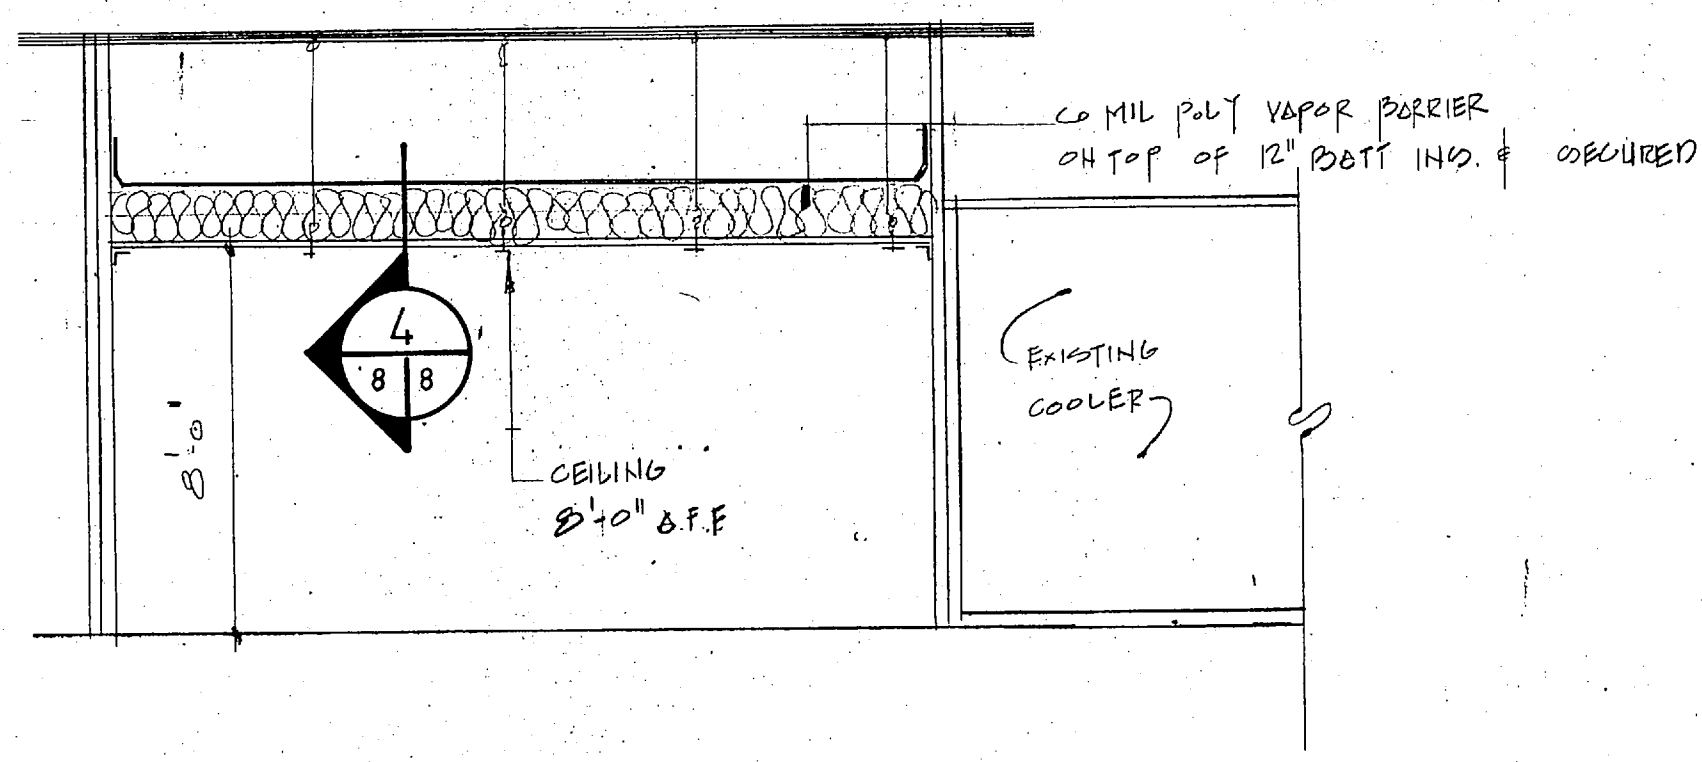 6 MIL POLY VAPOR BARRIER
ON TOP OF 12" BATT INS. & SECURED
4
8 8
EXISTING
COOLER
8'-0"
CEILING
8'-0" A.F.F